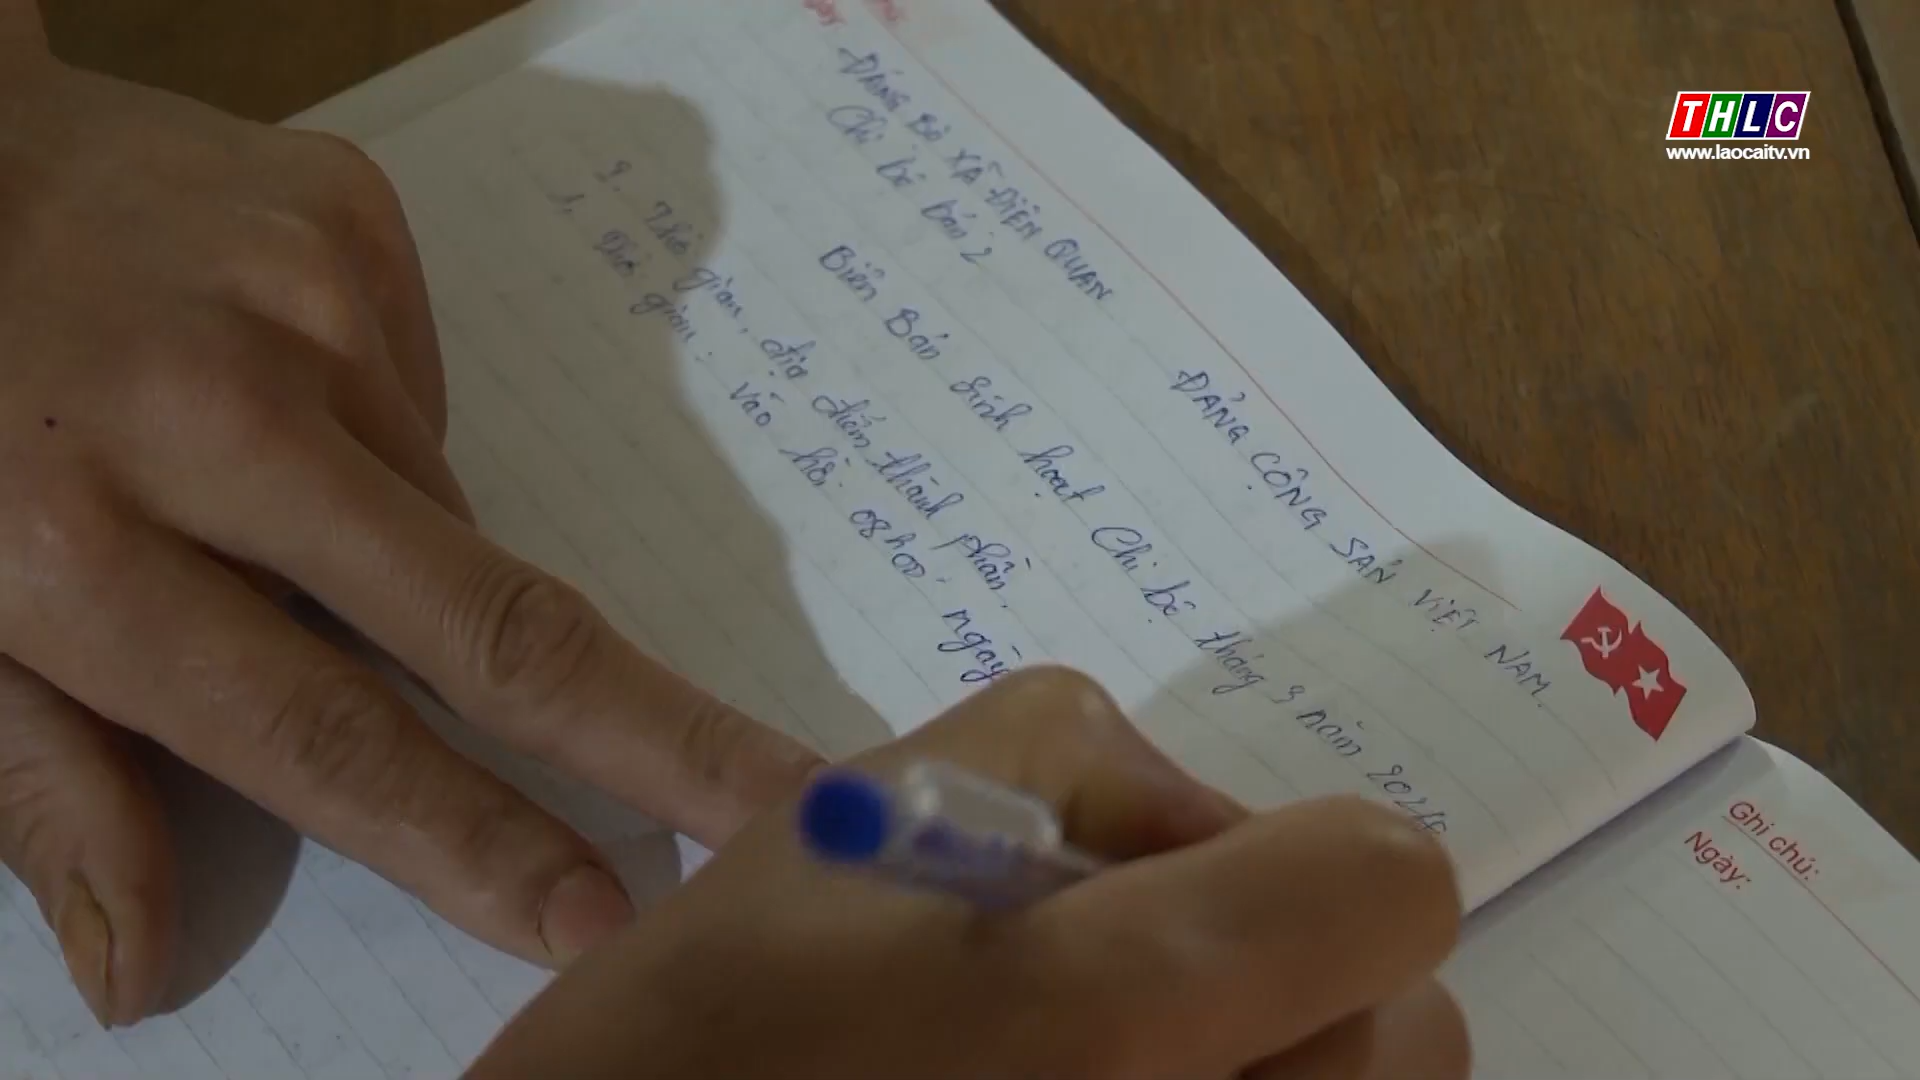 THLC
www.laocaitv.vn
ĐẢNG BỘ XÃ ĐIỆN QUAN
Chi bộ bản 2
ĐẢNG CỘNG SẢN VIỆT NAM.
Biên Bản sinh hoạt Chi bộ tháng 9 năm 2024
I. Thời gian, địa điểm thành phần.
1. Thời gian: vào hồi 08h00. ngày
Ghi chú:
Ngày: